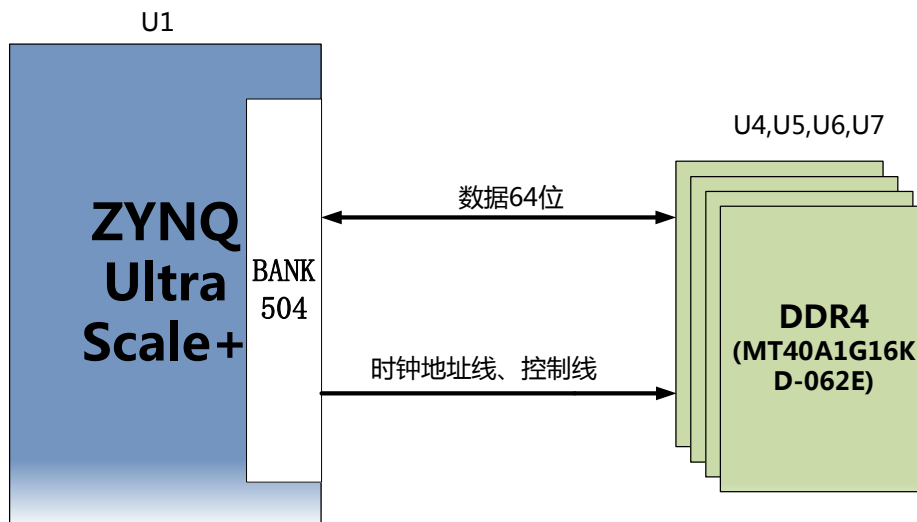 U1
U4,U5,U6,U7
数据64位
ZYNQ
Ultra
Scale+
BANK
504
时钟地址线、控制线
DDR4
(MT40A1G16K
D-062E)